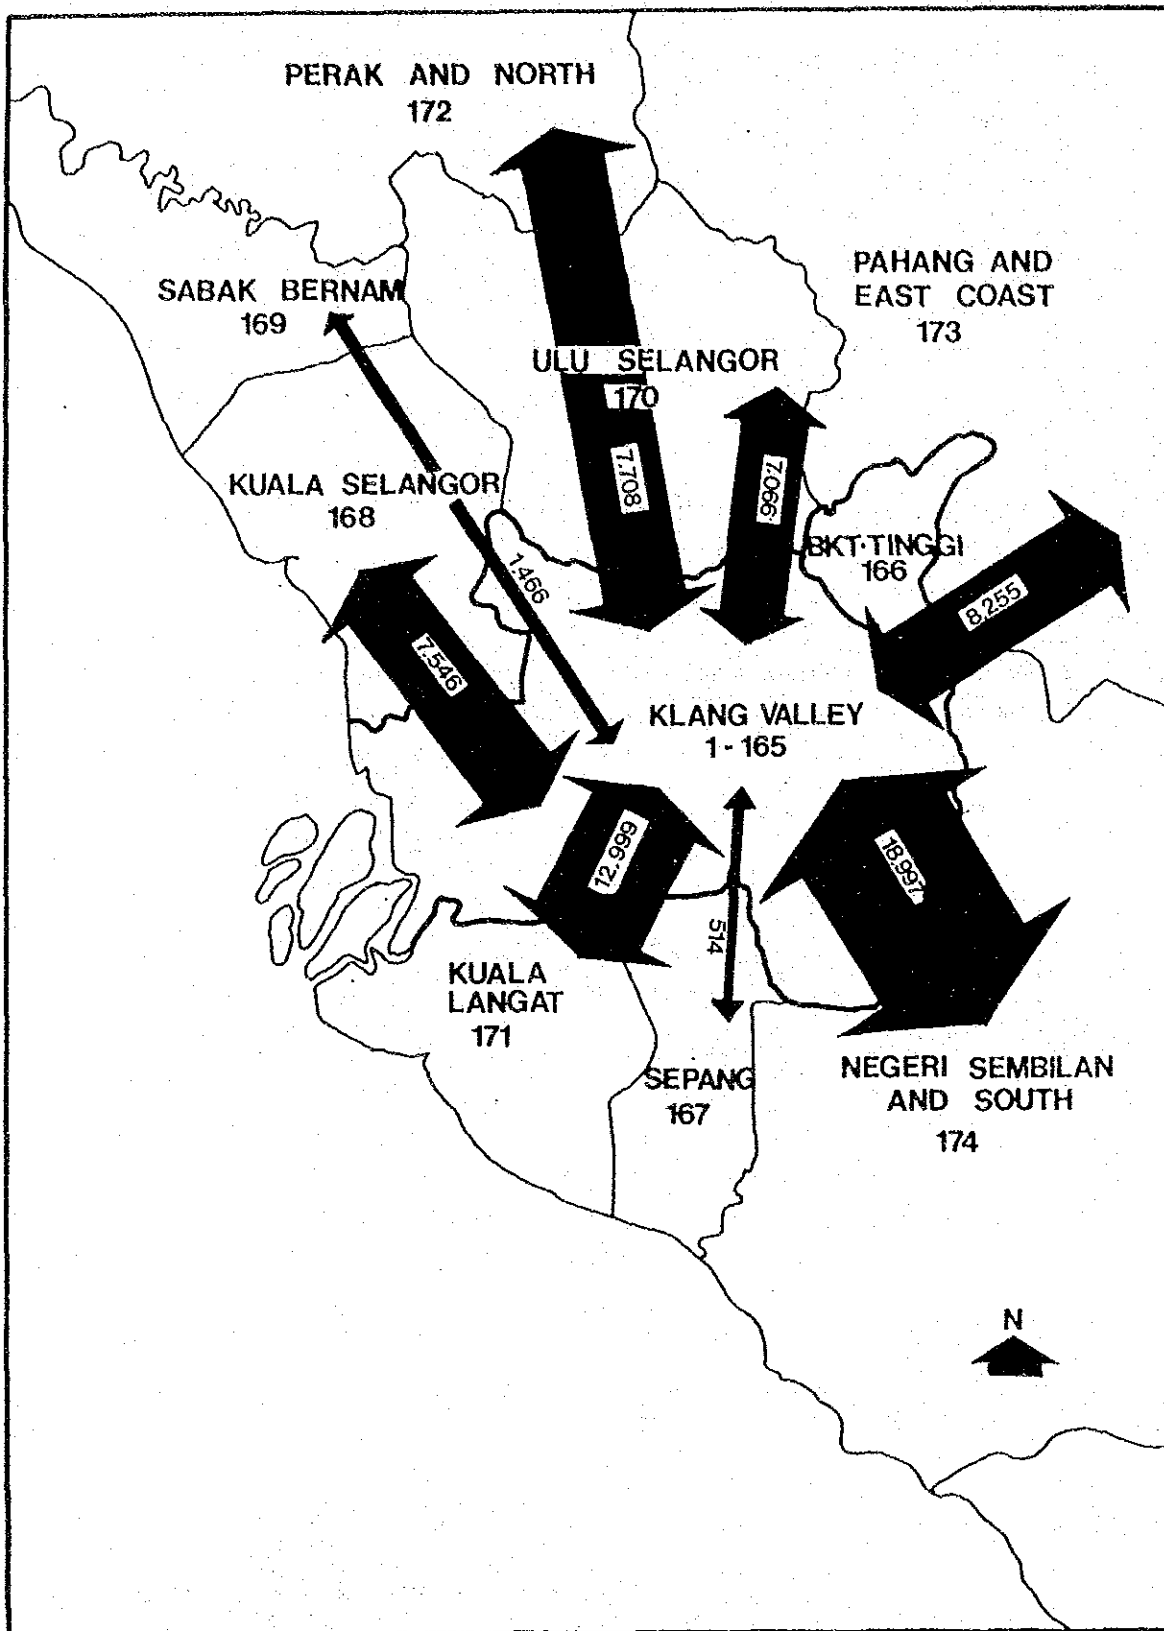 PERAK AND NORTH
172
PAHANG AND
EAST COAST
173
SABAK BERNAM
169
ULU SELANGOR
170
KUALA SELANGOR
168
7.708
7.066
BKT·TINGGI
166
1.466
8.255
7.546
KLANG VALLEY
1-165
12.999
18.997
514
KUALA
LANGAT
171
SEPANG
167
NEGERI SEMBILAN
AND SOUTH
174
N